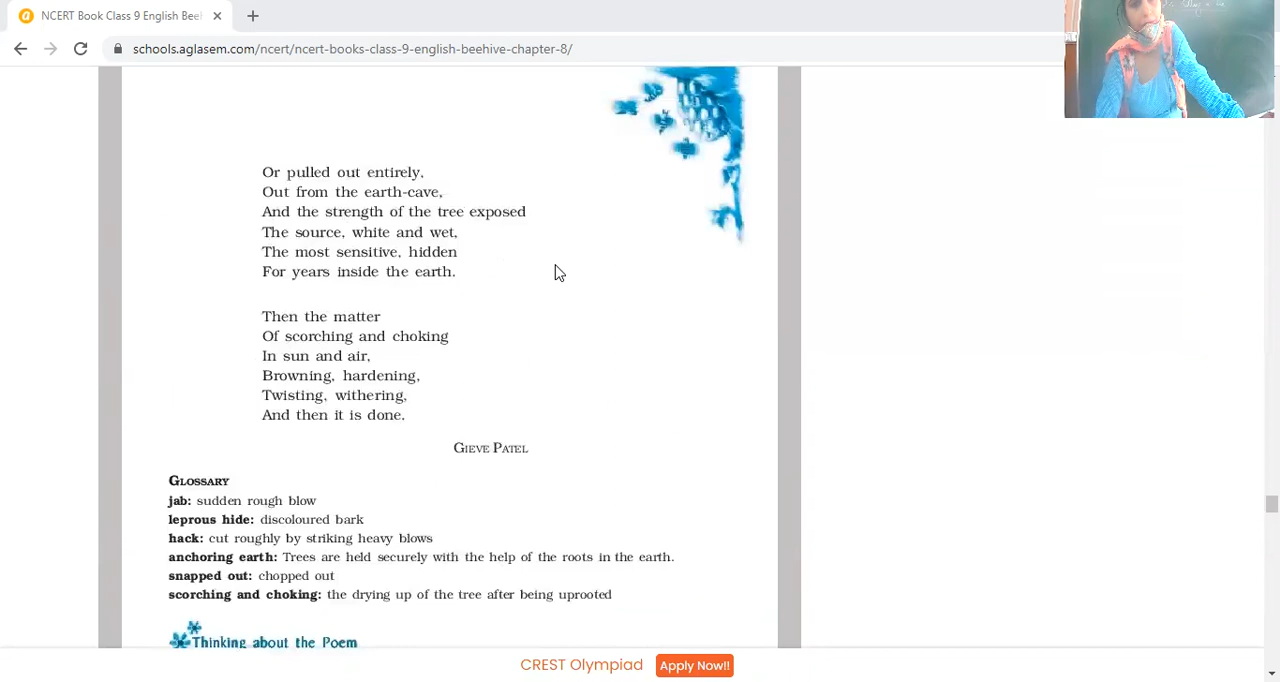 NCERT Book Class 9 English Bee
schools.aglasem.com/ncert/ncert-books-class-9-english-beehive-chapter-8/
Or pulled out entirely,
Out from the earth-cave,
And the strength of the tree exposed
The source, white and wet,
The most sensitive, hidden
For years inside the earth.
Then the matter
Of scorching and choking
In sun and air,
Browning, hardening,
Twisting, withering,
And then it is done.
GIEVE PATEL
GLOSSARY
jab: sudden rough blow
leprous hide: discoloured bark
hack: cut roughly by striking heavy blows
anchoring earth: Trees are held securely with the help of the roots in the earth.
snapped out: chopped out
scorching and choking: the drying up of the tree after being uprooted
Thinking about the Poem
CREST Olympiad Apply Now!!